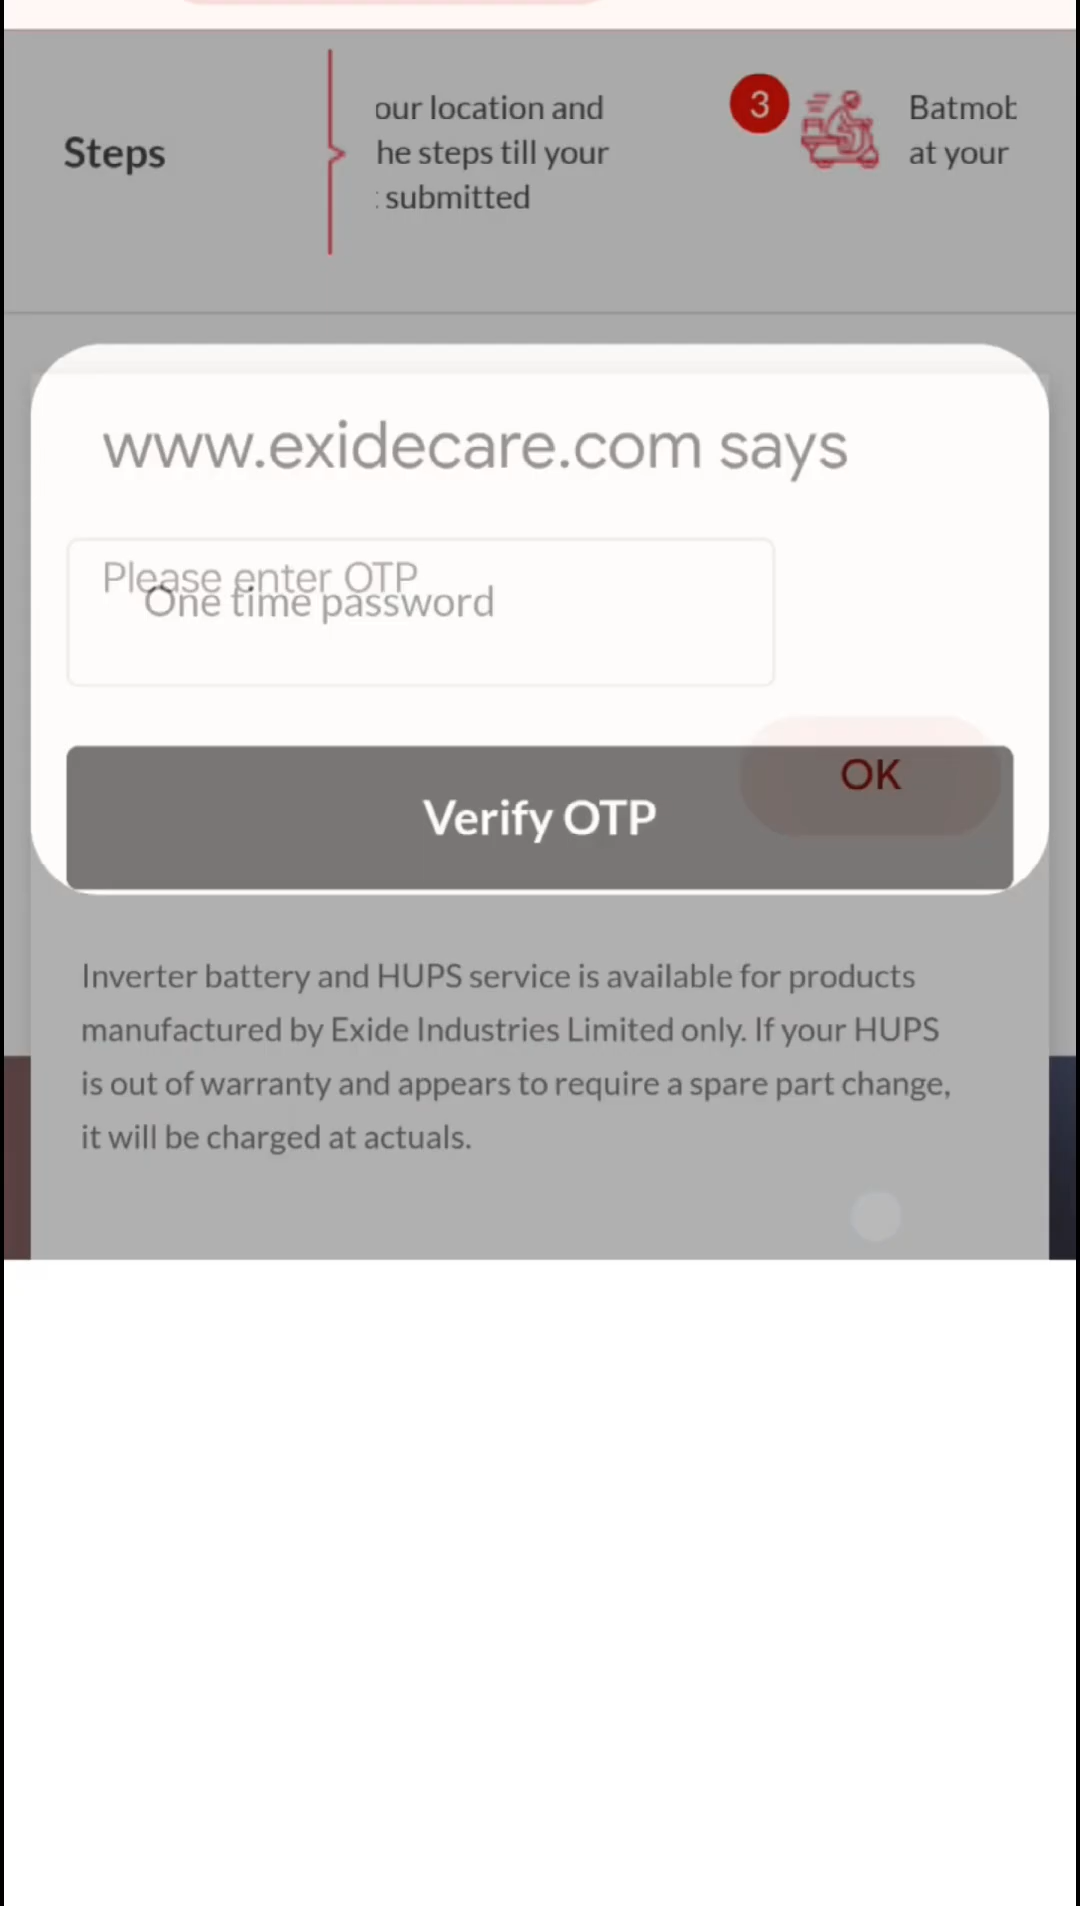 Steps
our location and
he steps till your
: submitted
3
Batmob
at your
www.exidecare.com says
Please enter OTP
One time password
OK
Verify OTP
Inverter battery and HUPS service is available for products
manufactured by Exide Industries Limited only. If your HUPS
is out of warranty and appears to require a spare part change,
it will be charged at actuals.